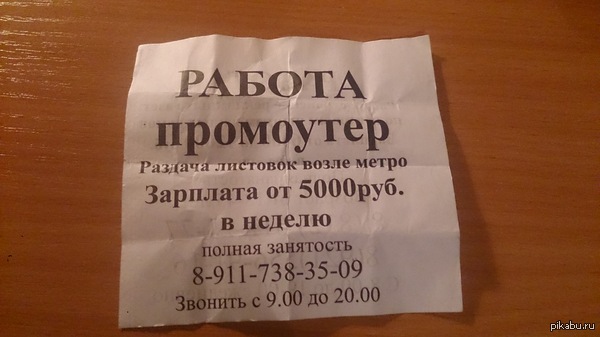 РАБОТА
промоутер
Раздача листовок возле метро
Зарплата от 5000руб.
в неделю
полная занятость
8-911-738-35-09
Звонить с 9.00 до 20.00
pikabu.ru